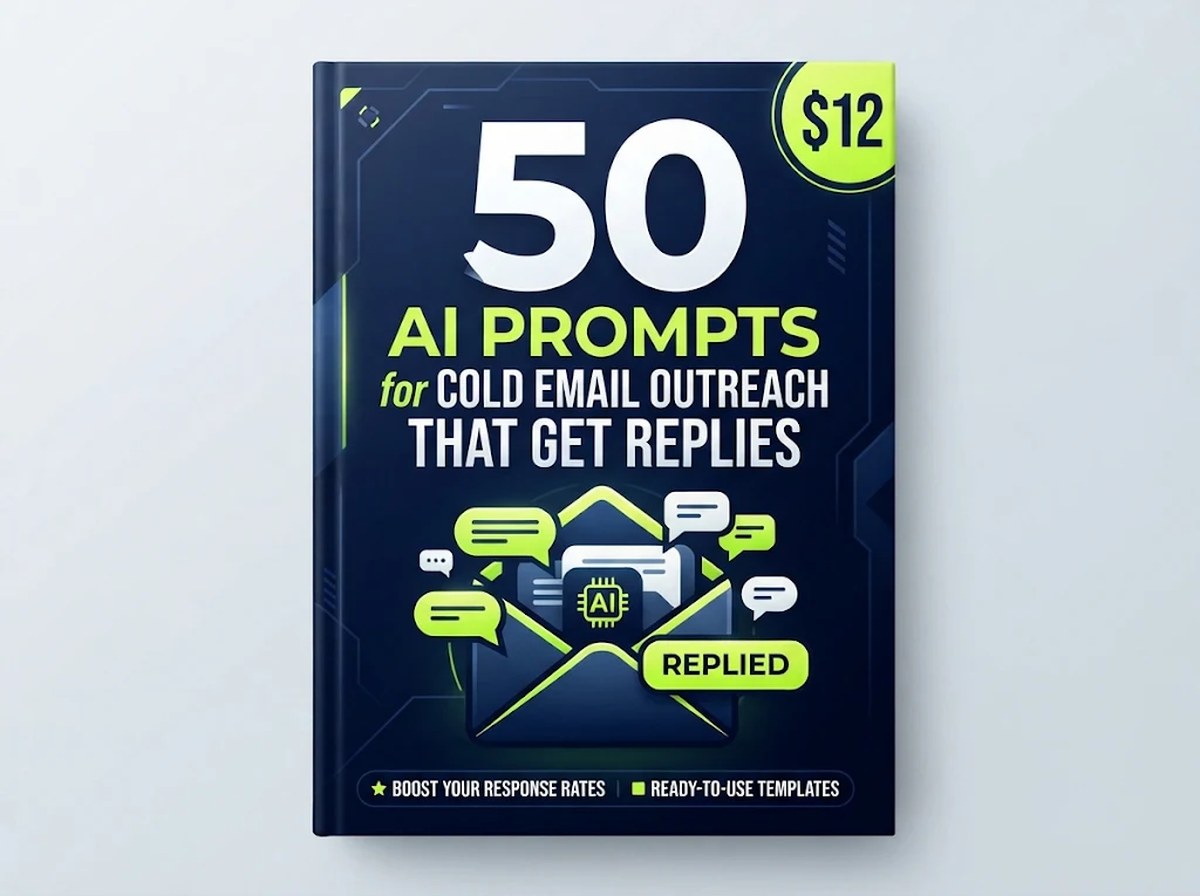 $12
50
AI PROMPTS
for COLD EMAIL OUTREACH
THAT GET REPLIES
AI
REPLIED
★ BOOST YOUR RESPONSE RATES | ■ READY-TO-USE TEMPLATES